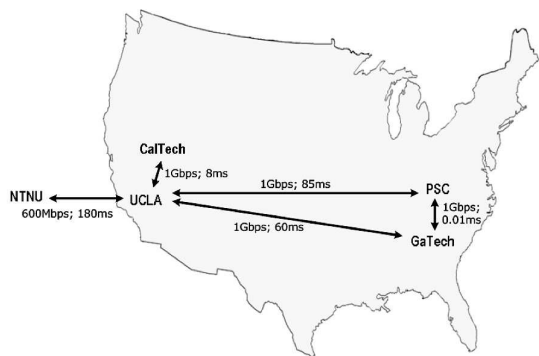 CalTech
1Gbps; 8ms
NTNU
UCLA
1Gbps; 85ms
PSC
600Mbps; 180ms
1Gbps;
0.01ms
1Gbps; 60ms
GaTech